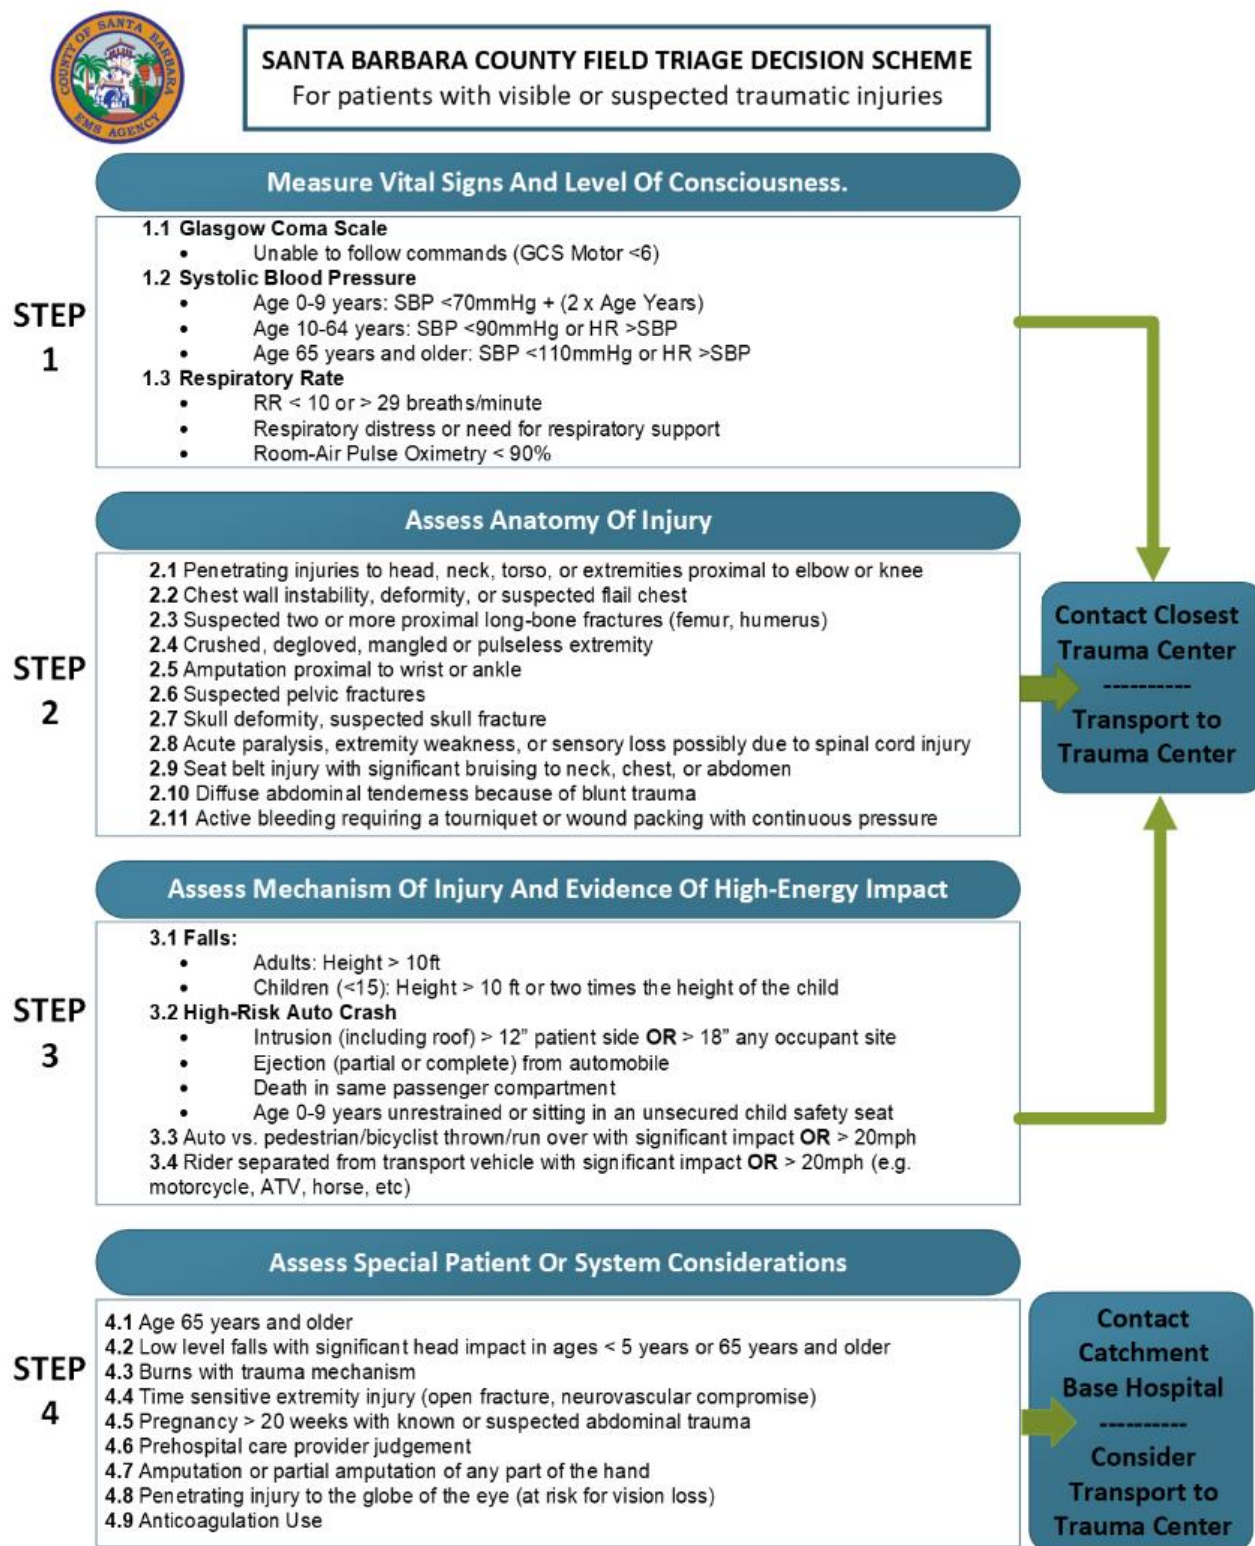 COUNTY OF SANTA BARBARA
EMS AGENCY
SANTA BARBARA COUNTY FIELD TRIAGE DECISION SCHEME
For patients with visible or suspected traumatic injuries
STEP
1
Measure Vital Signs And Level Of Consciousness.
1.1 Glasgow Coma Scale
• Unable to follow commands (GCS Motor <6)
1.2 Systolic Blood Pressure
• Age 0-9 years: SBP <70mmHg + (2 x Age Years)
• Age 10-64 years: SBP <90mmHg or HR >SBP
• Age 65 years and older: SBP <110mmHg or HR >SBP
1.3 Respiratory Rate
• RR < 10 or > 29 breaths/minute
• Respiratory distress or need for respiratory support
• Room-Air Pulse Oximetry < 90%
STEP
2
Assess Anatomy Of Injury
2.1 Penetrating injuries to head, neck, torso, or extremities proximal to elbow or knee
2.2 Chest wall instability, deformity, or suspected flail chest
2.3 Suspected two or more proximal long-bone fractures (femur, humerus)
2.4 Crushed, degloved, mangled or pulseless extremity
2.5 Amputation proximal to wrist or ankle
2.6 Suspected pelvic fractures
2.7 Skull deformity, suspected skull fracture
2.8 Acute paralysis, extremity weakness, or sensory loss possibly due to spinal cord injury
2.9 Seat belt injury with significant bruising to neck, chest, or abdomen
2.10 Diffuse abdominal tenderness because of blunt trauma
2.11 Active bleeding requiring a tourniquet or wound packing with continuous pressure
Contact Closest
Trauma Center
----------
Transport to
Trauma Center
STEP
3
Assess Mechanism Of Injury And Evidence Of High-Energy Impact
3.1 Falls:
• Adults: Height > 10ft
• Children (<15): Height > 10 ft or two times the height of the child
3.2 High-Risk Auto Crash
• Intrusion (including roof) > 12” patient side OR > 18” any occupant site
• Ejection (partial or complete) from automobile
• Death in same passenger compartment
• Age 0-9 years unrestrained or sitting in an unsecured child safety seat
3.3 Auto vs. pedestrian/bicyclist thrown/run over with significant impact OR > 20mph
3.4 Rider separated from transport vehicle with significant impact OR > 20mph (e.g.
motorcycle, ATV, horse, etc)
STEP
4
Assess Special Patient Or System Considerations
4.1 Age 65 years and older
4.2 Low level falls with significant head impact in ages < 5 years or 65 years and older
4.3 Burns with trauma mechanism
4.4 Time sensitive extremity injury (open fracture, neurovascular compromise)
4.5 Pregnancy > 20 weeks with known or suspected abdominal trauma
4.6 Prehospital care provider judgement
4.7 Amputation or partial amputation of any part of the hand
4.8 Penetrating injury to the globe of the eye (at risk for vision loss)
4.9 Anticoagulation Use
Contact
Catchment
Base Hospital
----------
Consider
Transport to
Trauma Center